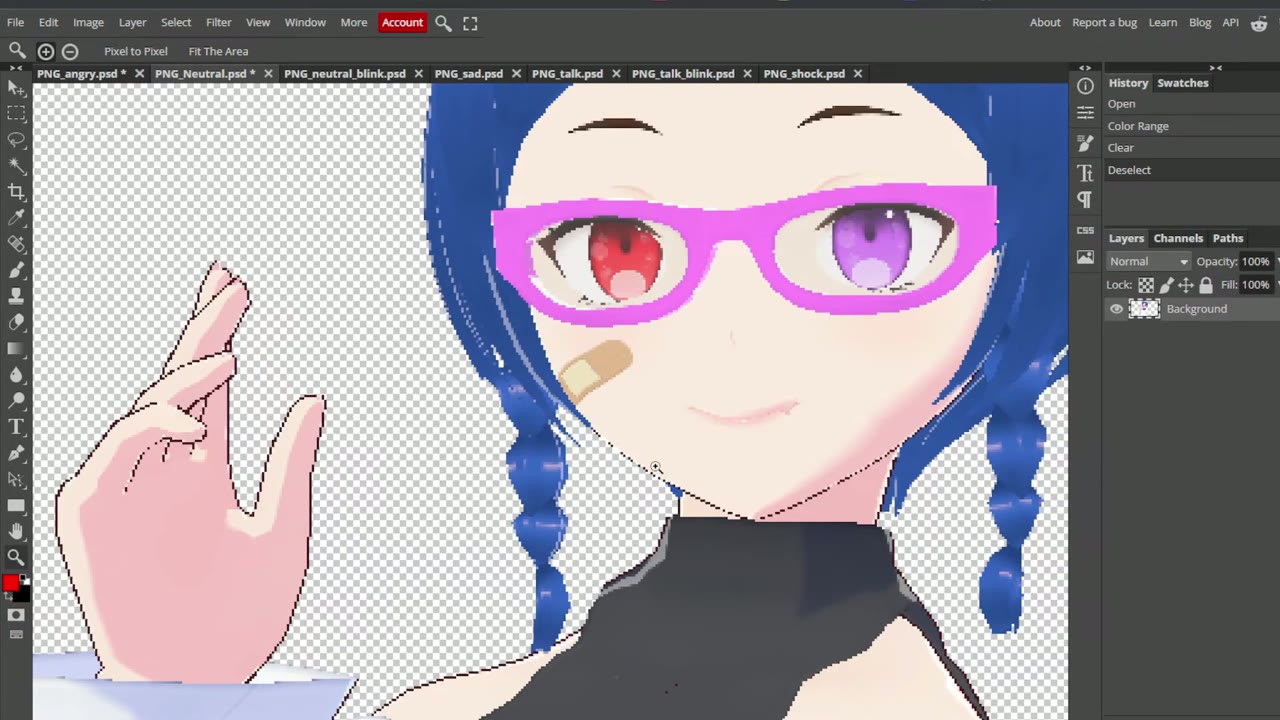 File Edit Image Layer Select Filter View Window More Account About Report a bug Learn Blog API
Pixel to Pixel Fit The Area
PNG_angry.psd * PNG_Neutral.psd * PNG_neutral_blink.psd PNG_sad.psd PNG_talk.psd PNG_talk_blink.psd PNG_shock.psd
History Swatches
Open
Color Range
Clear
Deselect
CSS
Layers Channels Paths
Normal Opacity: 100%
Lock: Fill: 100%
Background